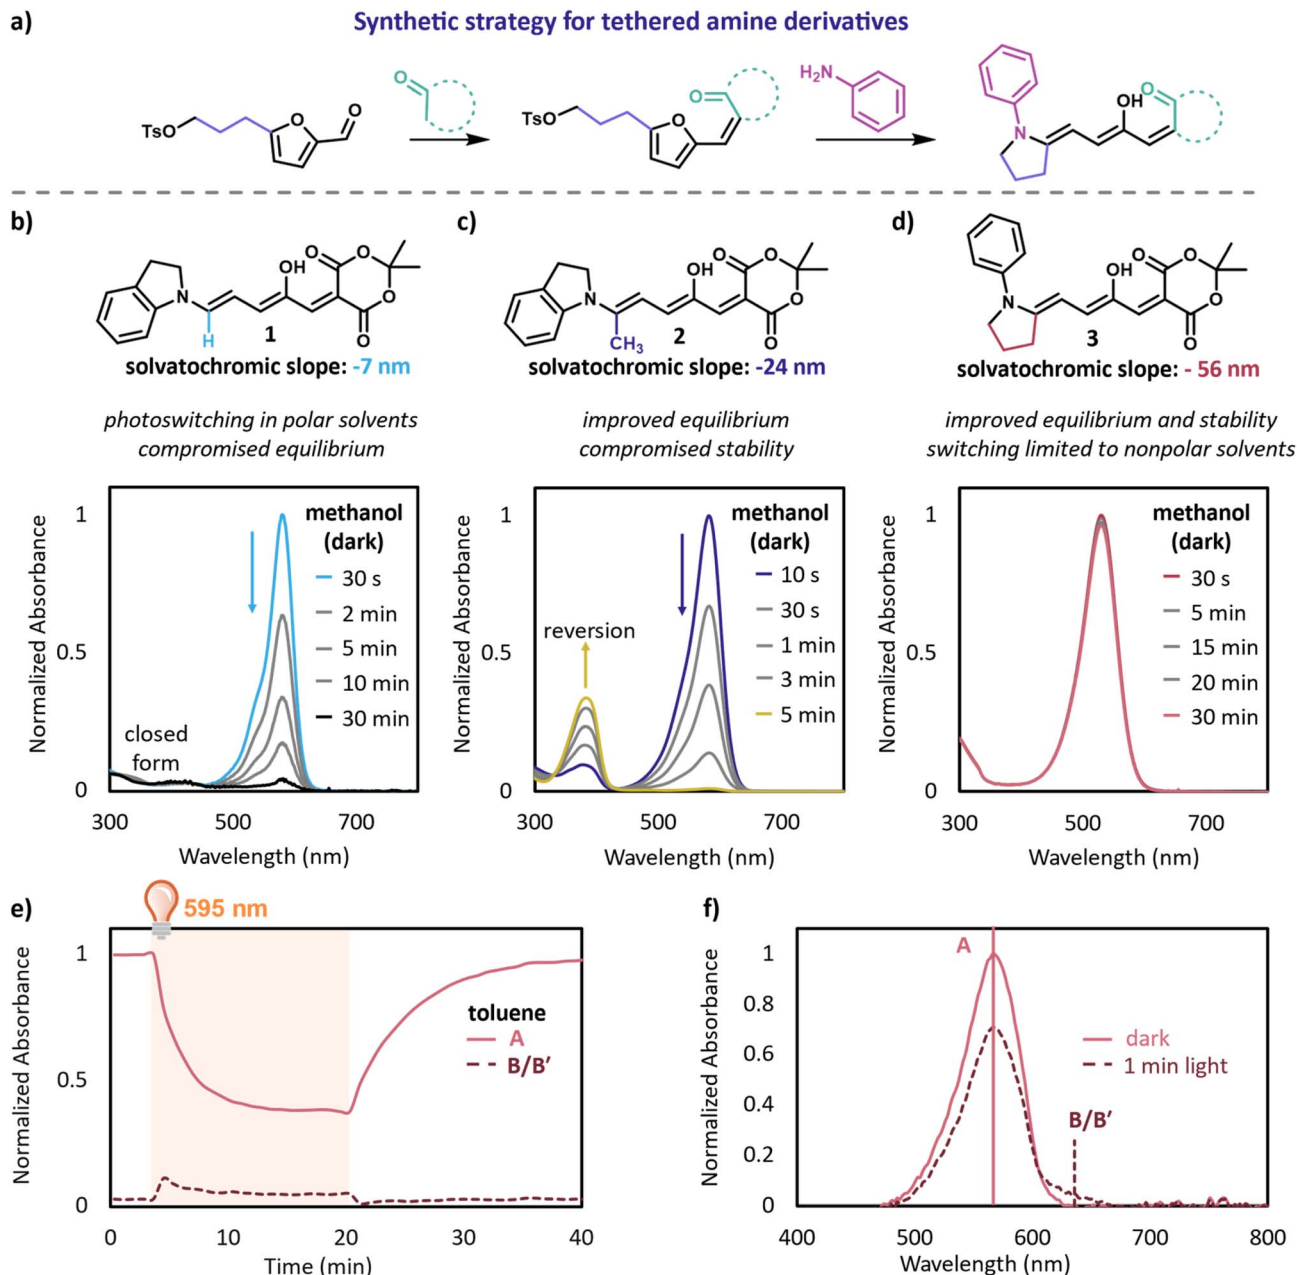 a)
Synthetic strategy for tethered amine derivatives
TsO
O
O
O
TsO
O
O
H₂N
N
OH
O
b)
N
H
OH
O
O
O
O
1
solvatochromic slope: -7 nm
photoswitching in polar solvents
compromised equilibrium
Normalized Absorbance
1
0.5
0
methanol
(dark)
30 s
2 min
5 min
10 min
30 min
closed
form
300
500
700
Wavelength (nm)
c)
N
CH₃
OH
O
O
O
O
2
solvatochromic slope: -24 nm
improved equilibrium
compromised stability
Normalized Absorbance
1
0.5
0
methanol
(dark)
10 s
30 s
1 min
3 min
5 min
reversion
300
500
700
Wavelength (nm)
d)
N
OH
O
O
O
O
3
solvatochromic slope: - 56 nm
improved equilibrium and stability
switching limited to nonpolar solvents
Normalized Absorbance
1
0.5
0
methanol
(dark)
30 s
5 min
15 min
20 min
30 min
300
500
700
Wavelength (nm)
e)
595 nm
Normalized Absorbance
1
0.5
0
toluene
A
B/B′
0
10
20
30
40
Time (min)
f)
Normalized Absorbance
1
0.8
0.6
0.4
0.2
0
A
dark
1 min light
B/B′
400
500
600
700
800
Wavelength (nm)